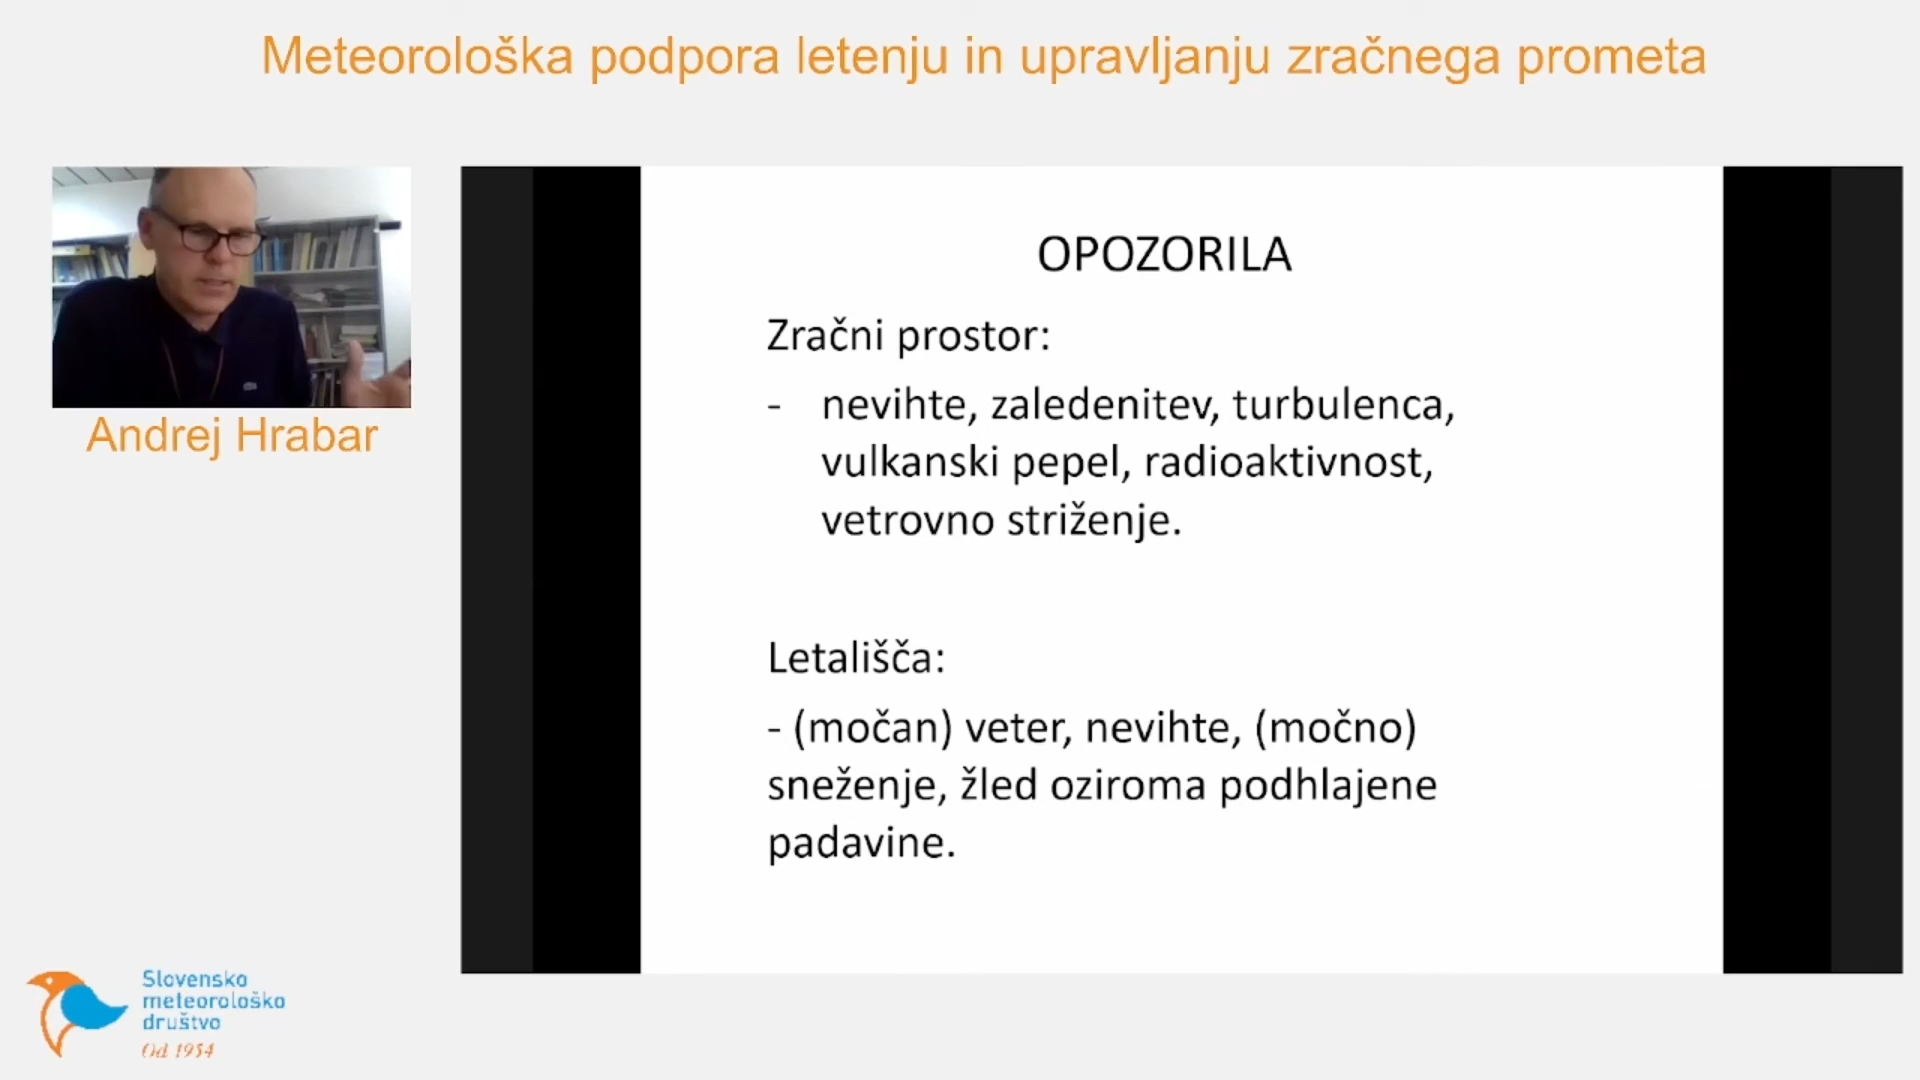 Meteorološka podpora letenju in upravljanju zračnega prometa
Andrej Hrabar
OPOZORILA
Zračni prostor:
- nevihte, zaledenitev, turbulenca,
vulkanski pepel, radioaktivnost,
vetrovno striženje.
Letališča:
- (močan) veter, nevihte, (močno)
sneženje, žled oziroma podhlajene
padavine.
Slovensko
meteorološko
društvo
Od 1954